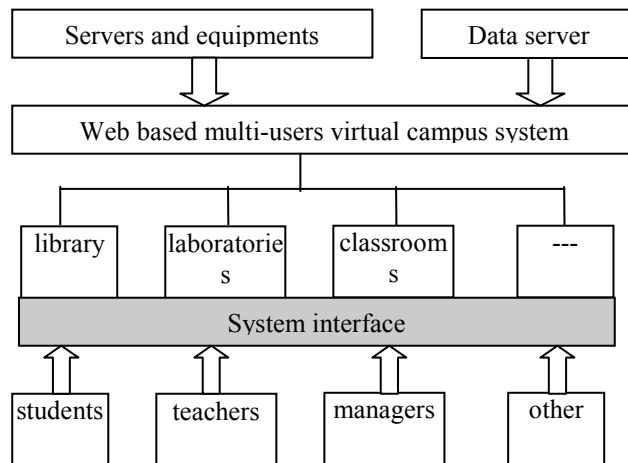 Servers and equipments
Data server
Web based multi-users virtual campus system
library
laboratorie
s
classroom
s
---
System interface
students
teachers
managers
other